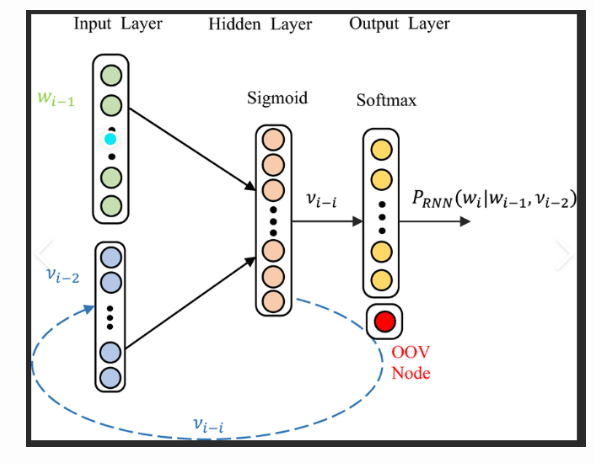 Input Layer Hidden Layer Output Layer
w_{i-1}
Sigmoid Softmax
v_{i-i}
P_{RNN}(w_i|w_{i-1}, v_{i-2})
v_{i-2}
OOV
Node
v_{i-i}